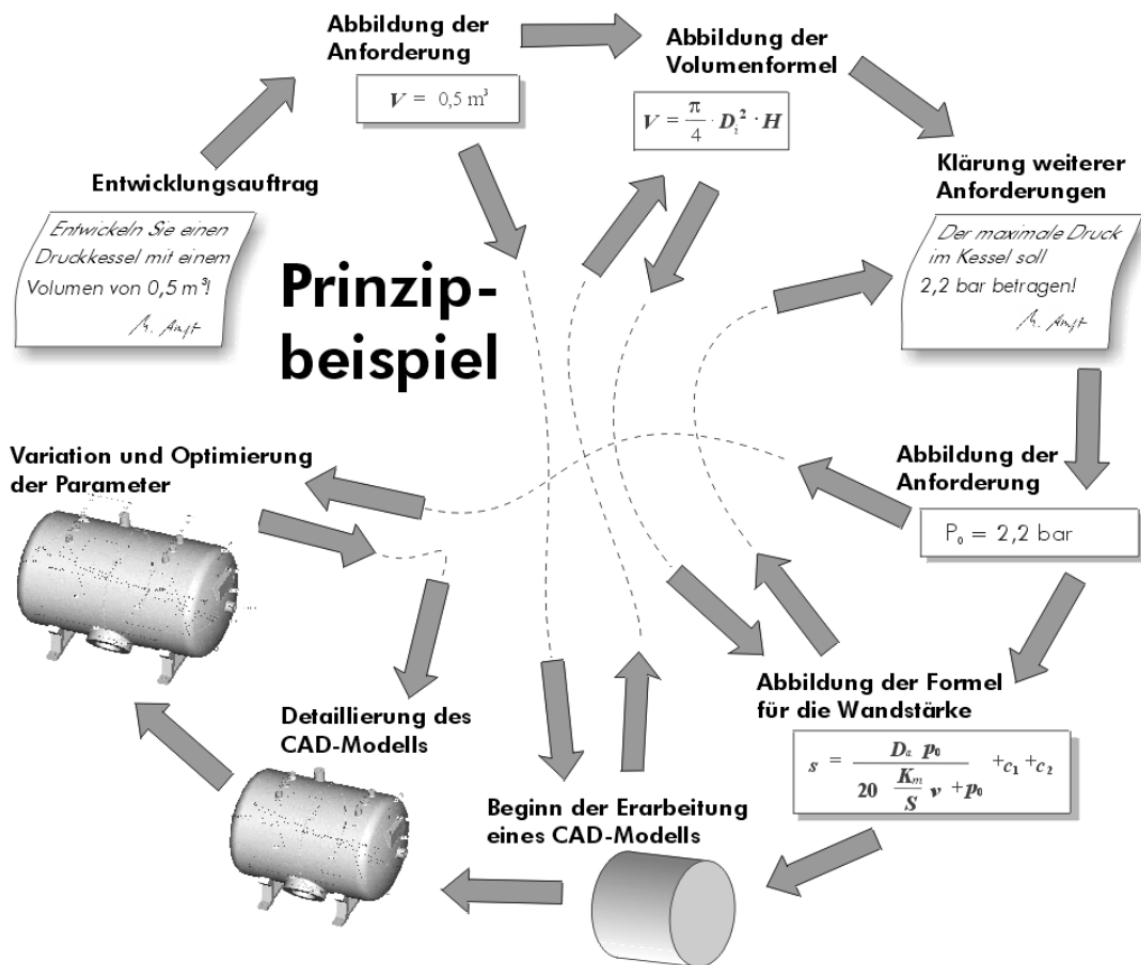 Abbildung der
Anforderung
V = 0,5 m³
Abbildung der
Volumenformel
V = π/4 · Dᵢ² · H
Entwicklungsauftrag
Entwickeln Sie einen
Druckkessel mit einem
Volumen von 0,5 m³!
Klärung weiterer
Anforderungen
Der maximale Druck
im Kessel soll
2,2 bar betragen!
Prinzip-
beispiel
Variation und Optimierung
der Parameter
Abbildung der
Anforderung
P₀ = 2,2 bar
Abbildung der Formel
für die Wandstärke
s = Dₐ p₀ / (20 Kₘ/S v + p₀) + c₁ + c₂
Detaillierung des
CAD-Modells
Beginn der Erarbeitung
eines CAD-Modells